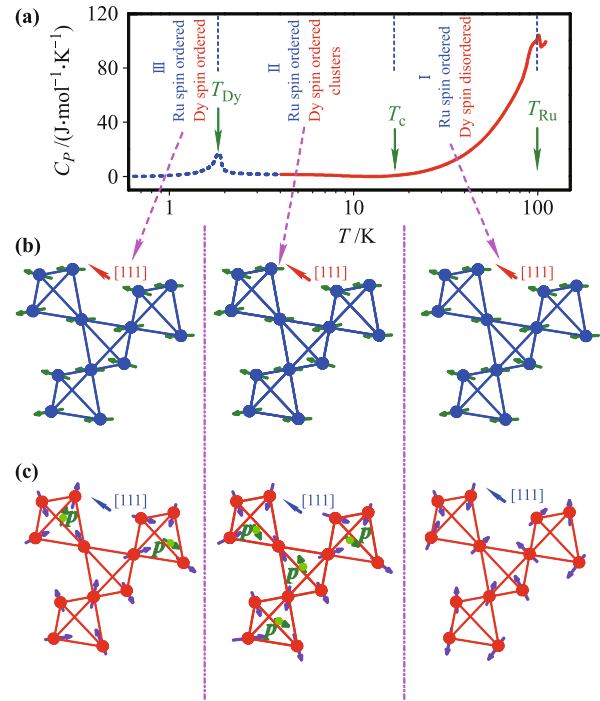 (a)
120
80
40
0
C_P /(J·mol⁻¹·K⁻¹)
III
Ru spin ordered
Dy spin ordered
T_Dy
II
Ru spin ordered
Dy spin ordered
clusters
T_c
I
Ru spin ordered
Dy spin disordered
T_Ru
1
10
100
T /K
(b)
[111]
[111]
[111]
(c)
[111]
[111]
[111]
p
p
p
p
p
p